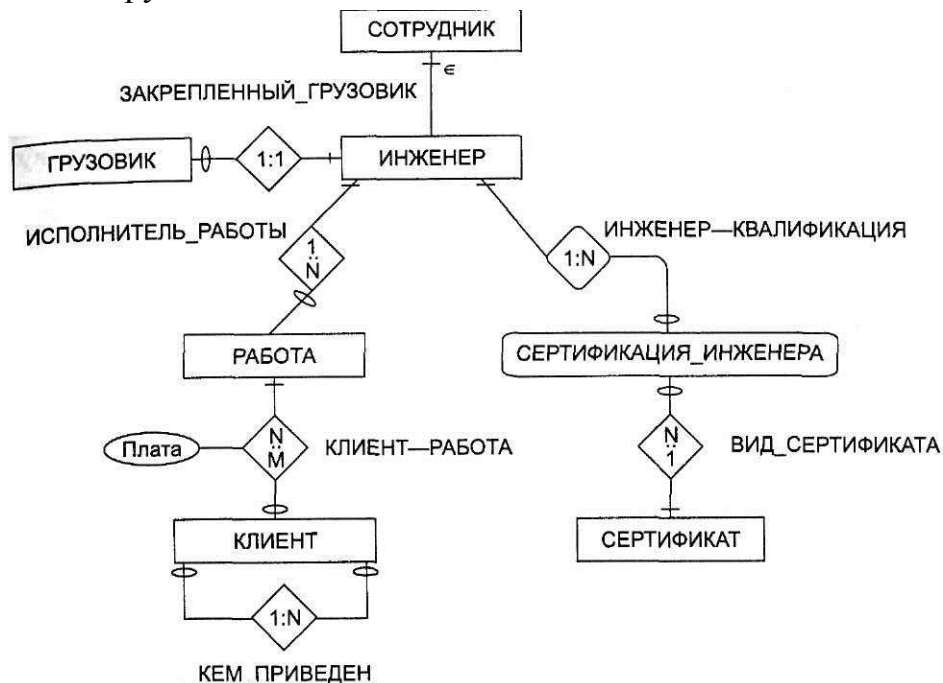 СОТРУДНИК
∈
ЗАКРЕПЛЕННЫЙ_ГРУЗОВИК
ГРУЗОВИК
1:1
ИНЖЕНЕР
ИСПОЛНИТЕЛЬ_РАБОТЫ
1:N
ИНЖЕНЕР—КВАЛИФИКАЦИЯ
1:N
РАБОТА
СЕРТИФИКАЦИЯ_ИНЖЕНЕРА
Плата
N:M
КЛИЕНТ—РАБОТА
N:1
ВИД_СЕРТИФИКАТА
КЛИЕНТ
СЕРТИФИКАТ
1:N
КЕМ_ПРИВЕДЕН